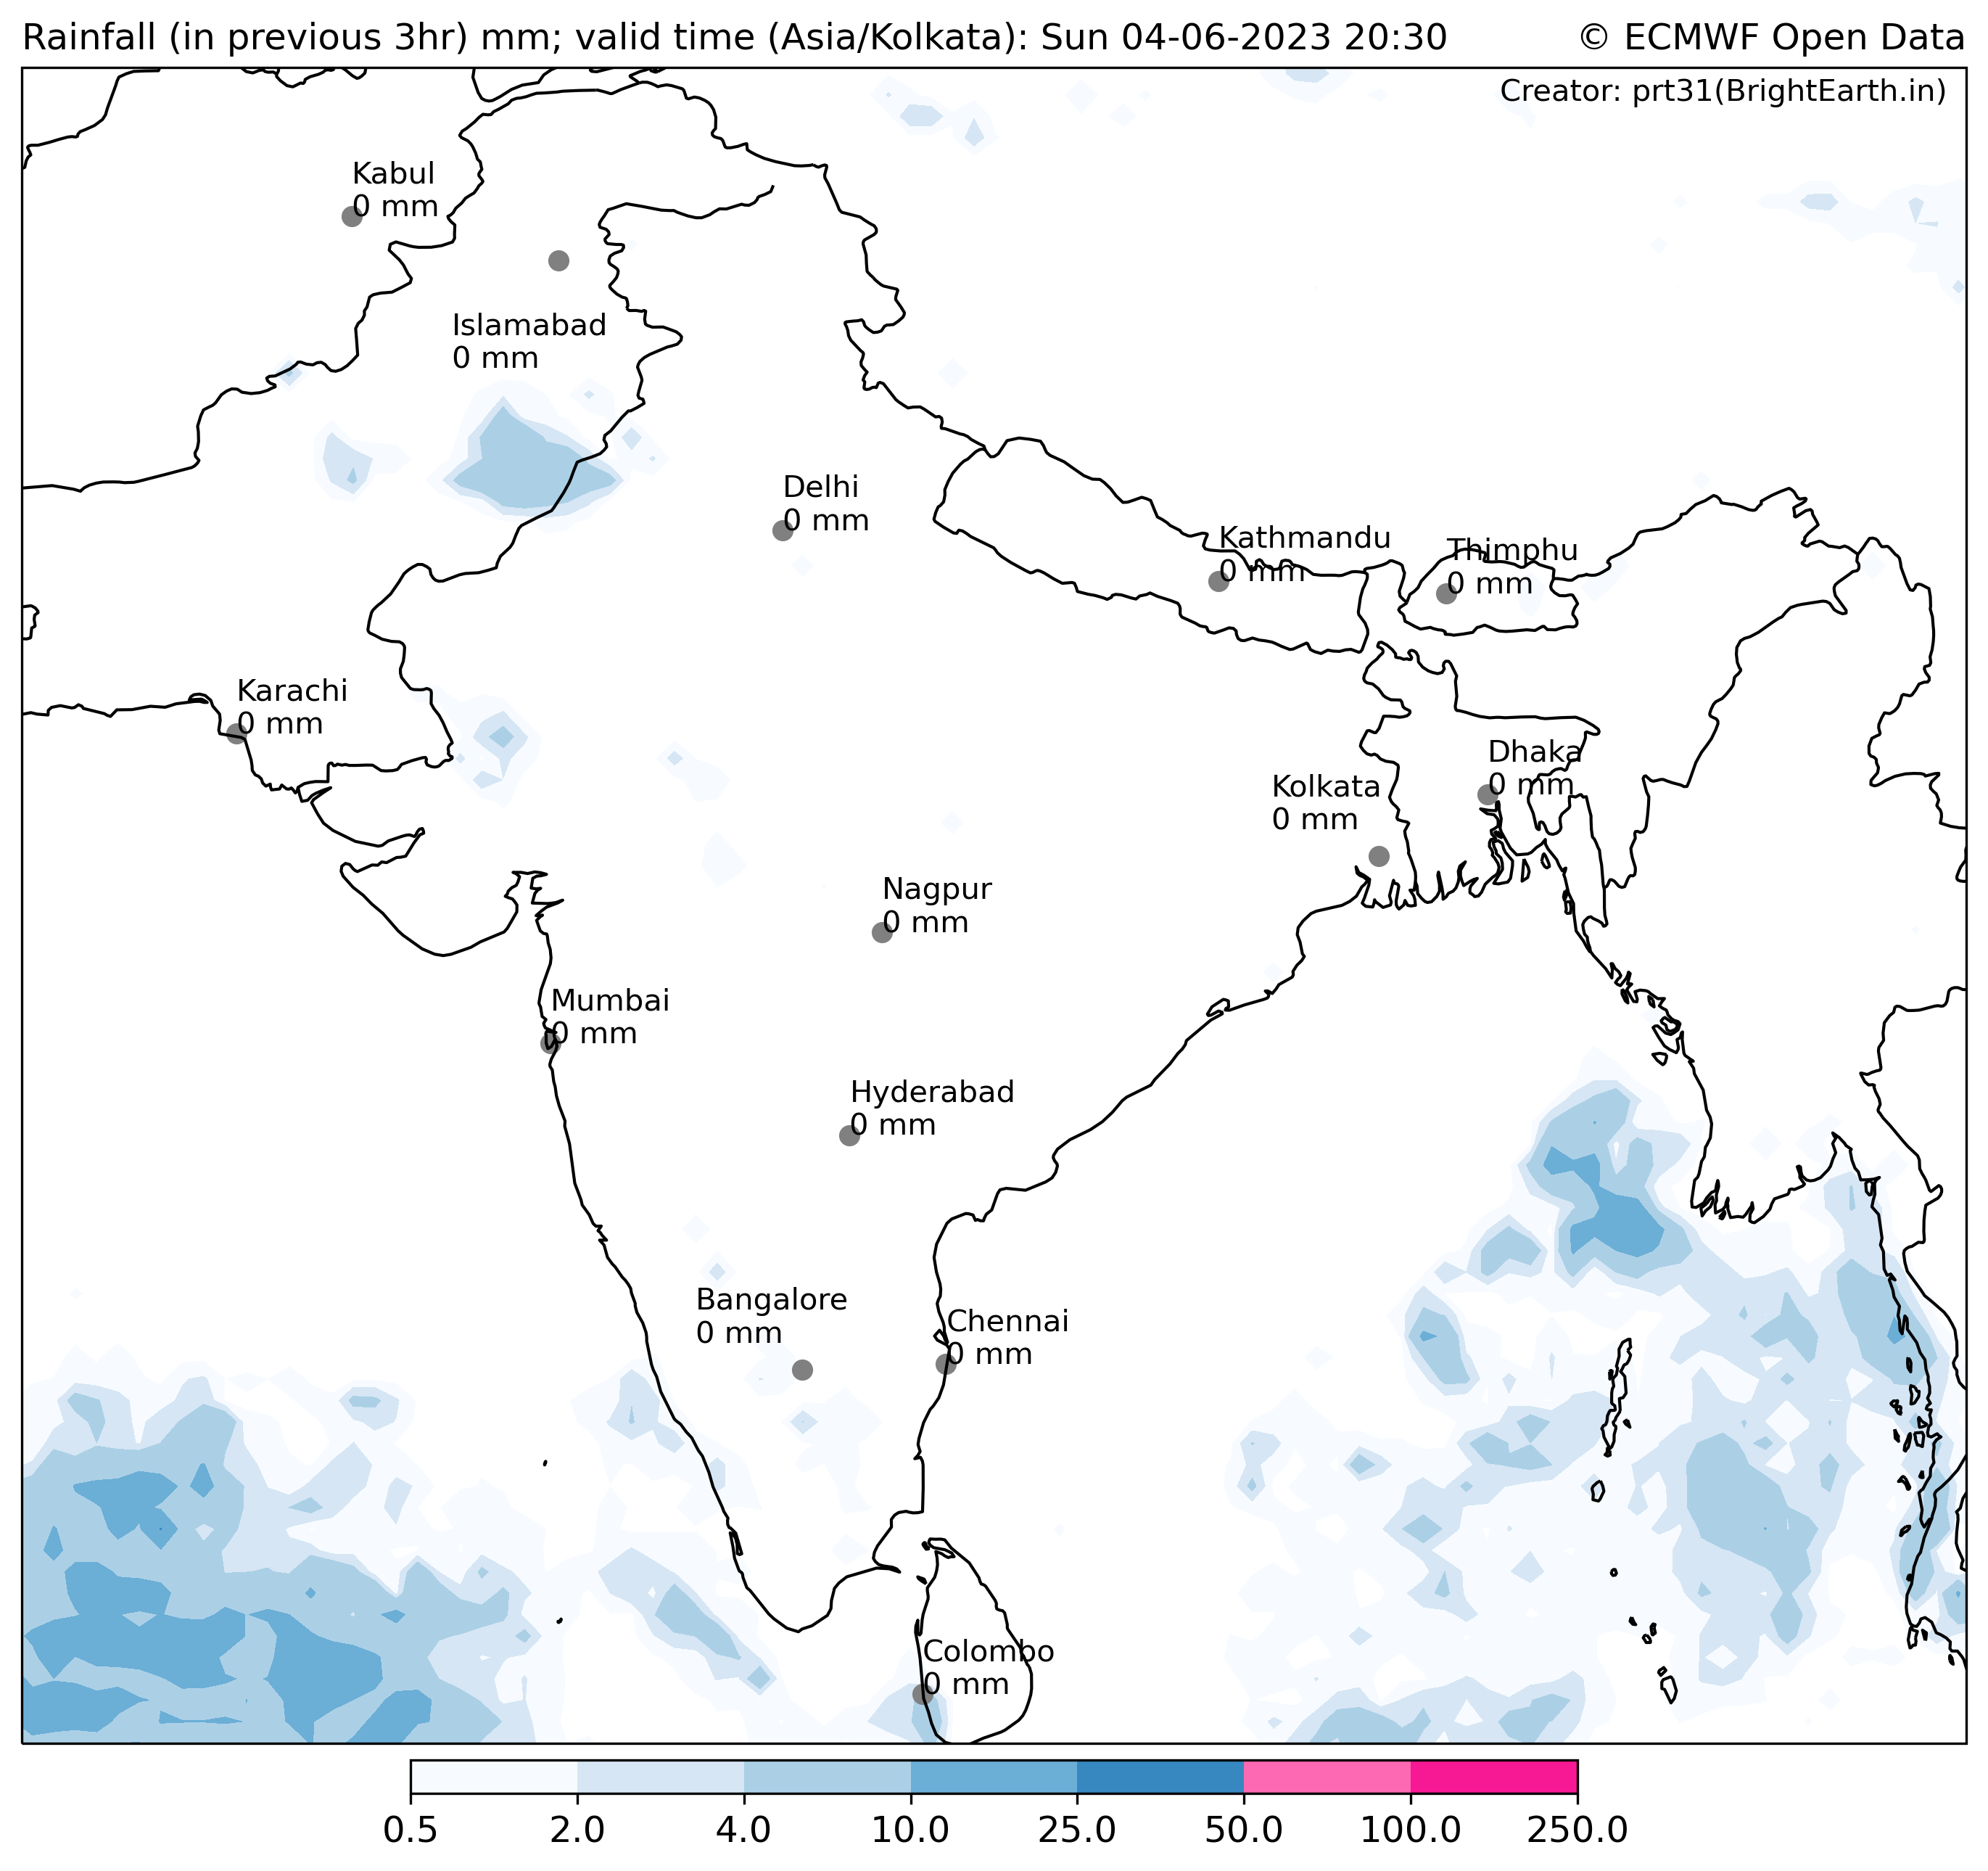 Rainfall (in previous 3hr) mm; valid time (Asia/Kolkata): Sun 04-06-2023 20:30
© ECMWF Open Data
Creator: prt31(BrightEarth.in)
Kabul
0 mm
Islamabad
0 mm
Delhi
0 mm
Kathmandu
0 mm
Thimphu
0 mm
Karachi
0 mm
Dhaka
0 mm
Kolkata
0 mm
Nagpur
0 mm
Mumbai
0 mm
Hyderabad
0 mm
Bangalore
0 mm
Chennai
0 mm
Colombo
0 mm
0.5 2.0 4.0 10.0 25.0 50.0 100.0 250.0